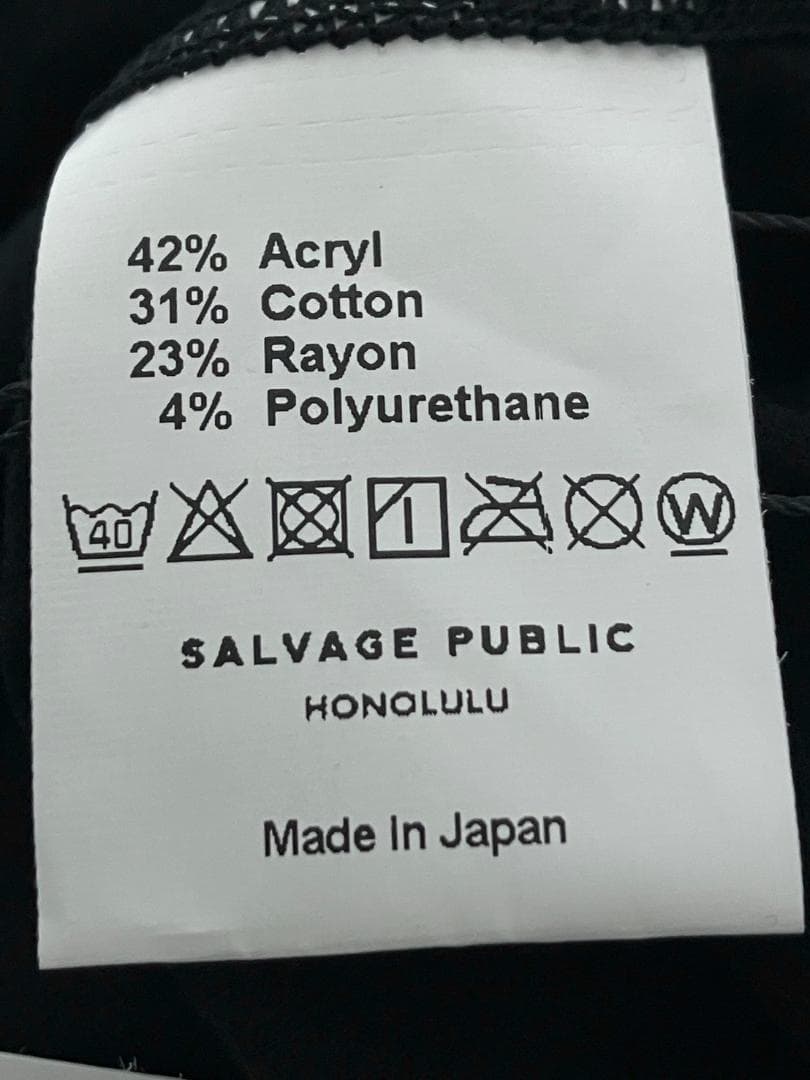 42% Acryl
31% Cotton
23% Rayon
4% Polyurethane
40 W
SALVAGE PUBLIC
HONOLULU
Made In Japan